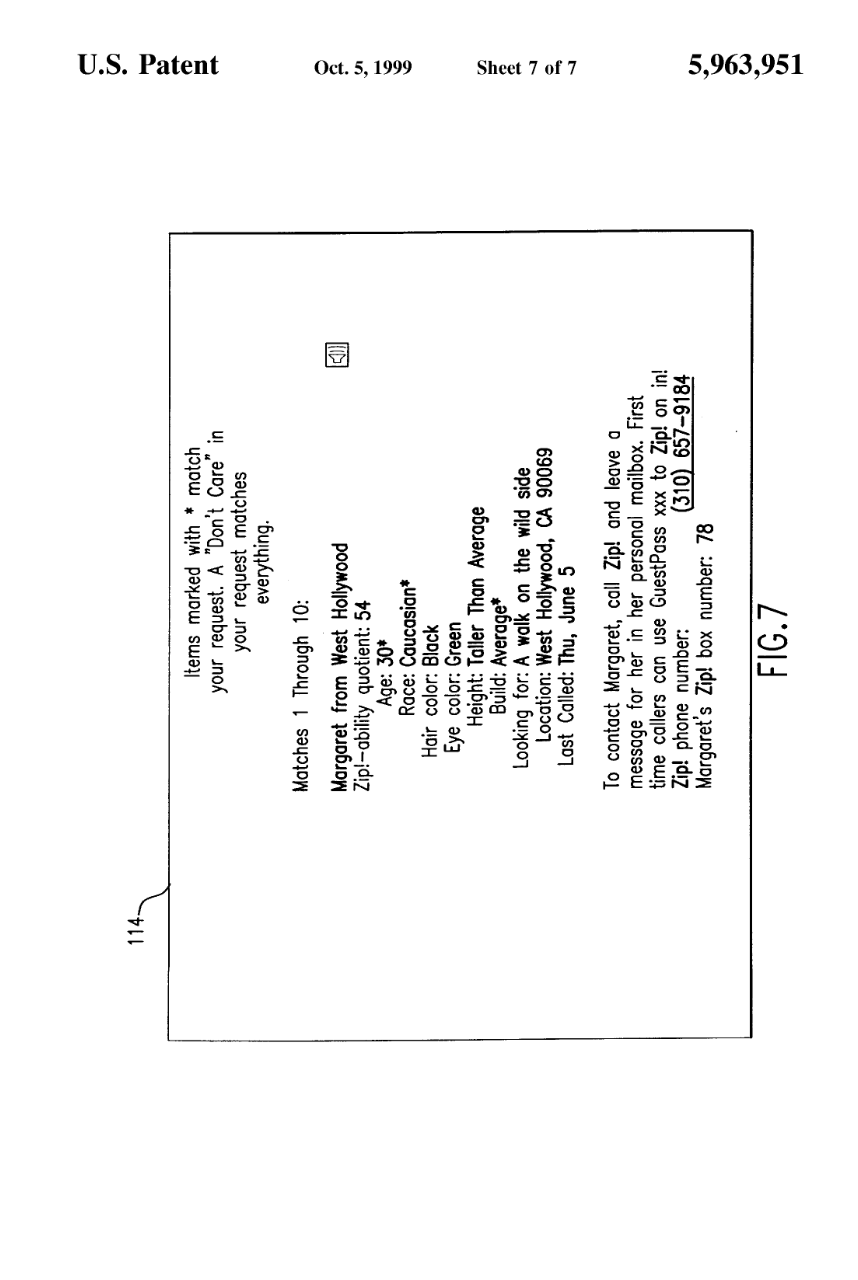 U.S. Patent Oct. 5, 1999 Sheet 7 of 7 5,963,951
114
Items marked with * match
your request. A "Don't Care" in
your request matches
everything.
Matches 1 Through 10:
Margaret from West Hollywood
Zip!-ability quotient: 54
Age: 30*
Race: Caucasian*
Hair color: Black
Eye color: Green
Height: Taller Than Average
Build: Average*
Looking for: A walk on the wild side
Location: West Hollywood, CA 90069
Last Called: Thu, June 5
To contact Margaret, call Zip! and leave a
message for her in her personal mailbox. First
time callers can use GuestPass xxx to Zip! on in!
Zip! phone number: (310) 657-9184
Margaret's Zip! box number: 78
FIG.7